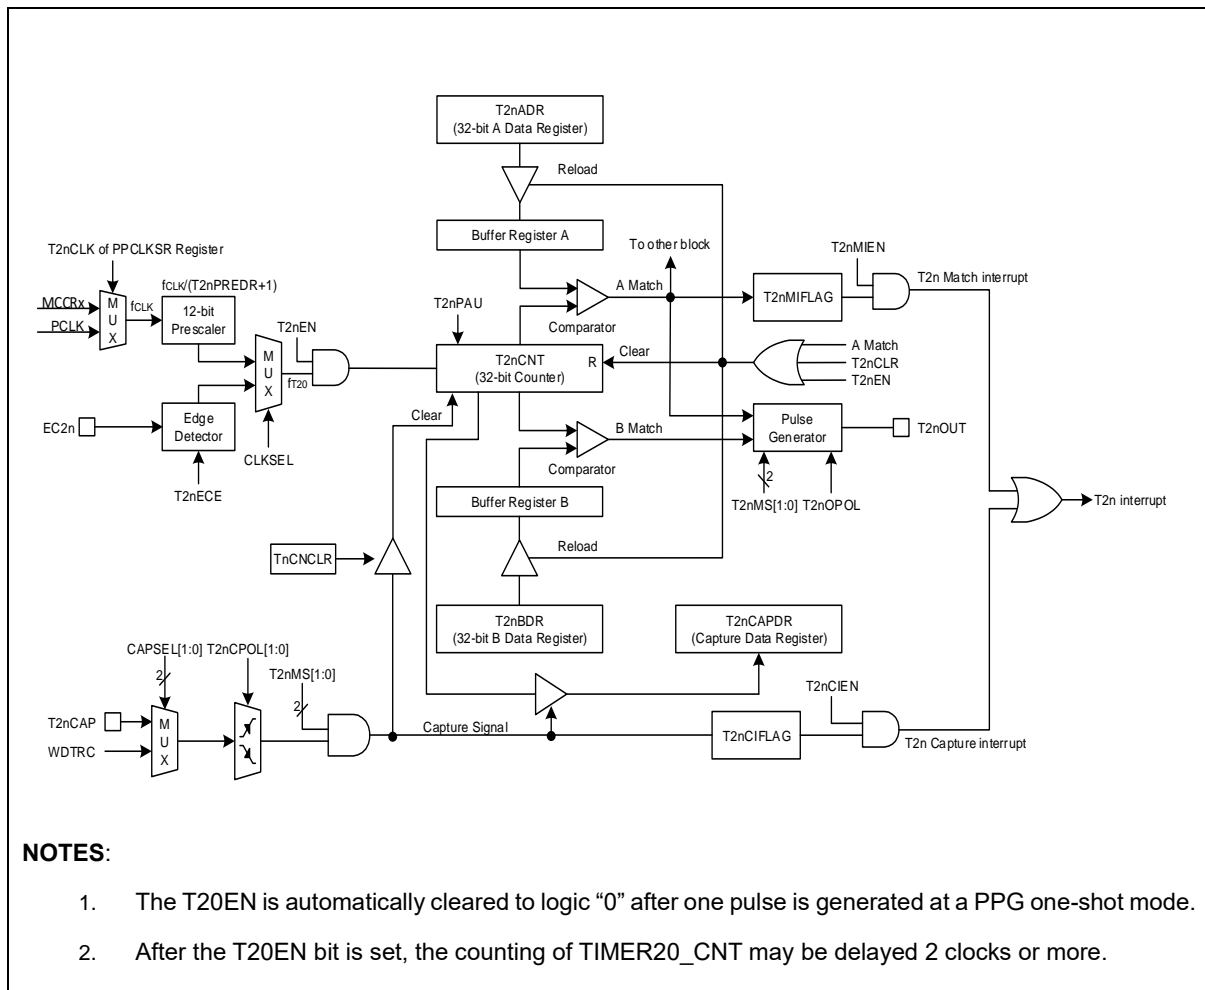 T2nADR
(32-bit A Data Register)
Reload
Buffer Register A
To other block
T2nMIEN
T2nCLK of PPCLKSR Register
fCLK/(T2nPREDR+1)
MCCRx
PCLK
MUX
fCLK
12-bit
Prescaler
T2nEN
T2nPAU
A Match
Comparator
T2nMIFLAG
T2n Match interrupt
MUX
fT20
T2nCNT
(32-bit Counter)
R
Clear
A Match
T2nCLR
T2nEN
EC2n
Edge
Detector
CLKSEL
T2nECE
Clear
B Match
Comparator
Pulse
Generator
T2nOUT
2
T2nMS[1:0]
T2nOPOL
Buffer Register B
T2n interrupt
TnCNCLR
Reload
T2nBDR
(32-bit B Data Register)
T2nCAPDR
(Capture Data Register)
CAPSEL[1:0]
T2nCPOL[1:0]
T2nMS[1:0]
2
2
T2nCAP
WDTRC
MUX
Capture Signal
T2nCIEN
T2nCIFLAG
T2n Capture interrupt
NOTES:
1. The T20EN is automatically cleared to logic “0” after one pulse is generated at a PPG one-shot mode.
2. After the T20EN bit is set, the counting of TIMER20_CNT may be delayed 2 clocks or more.